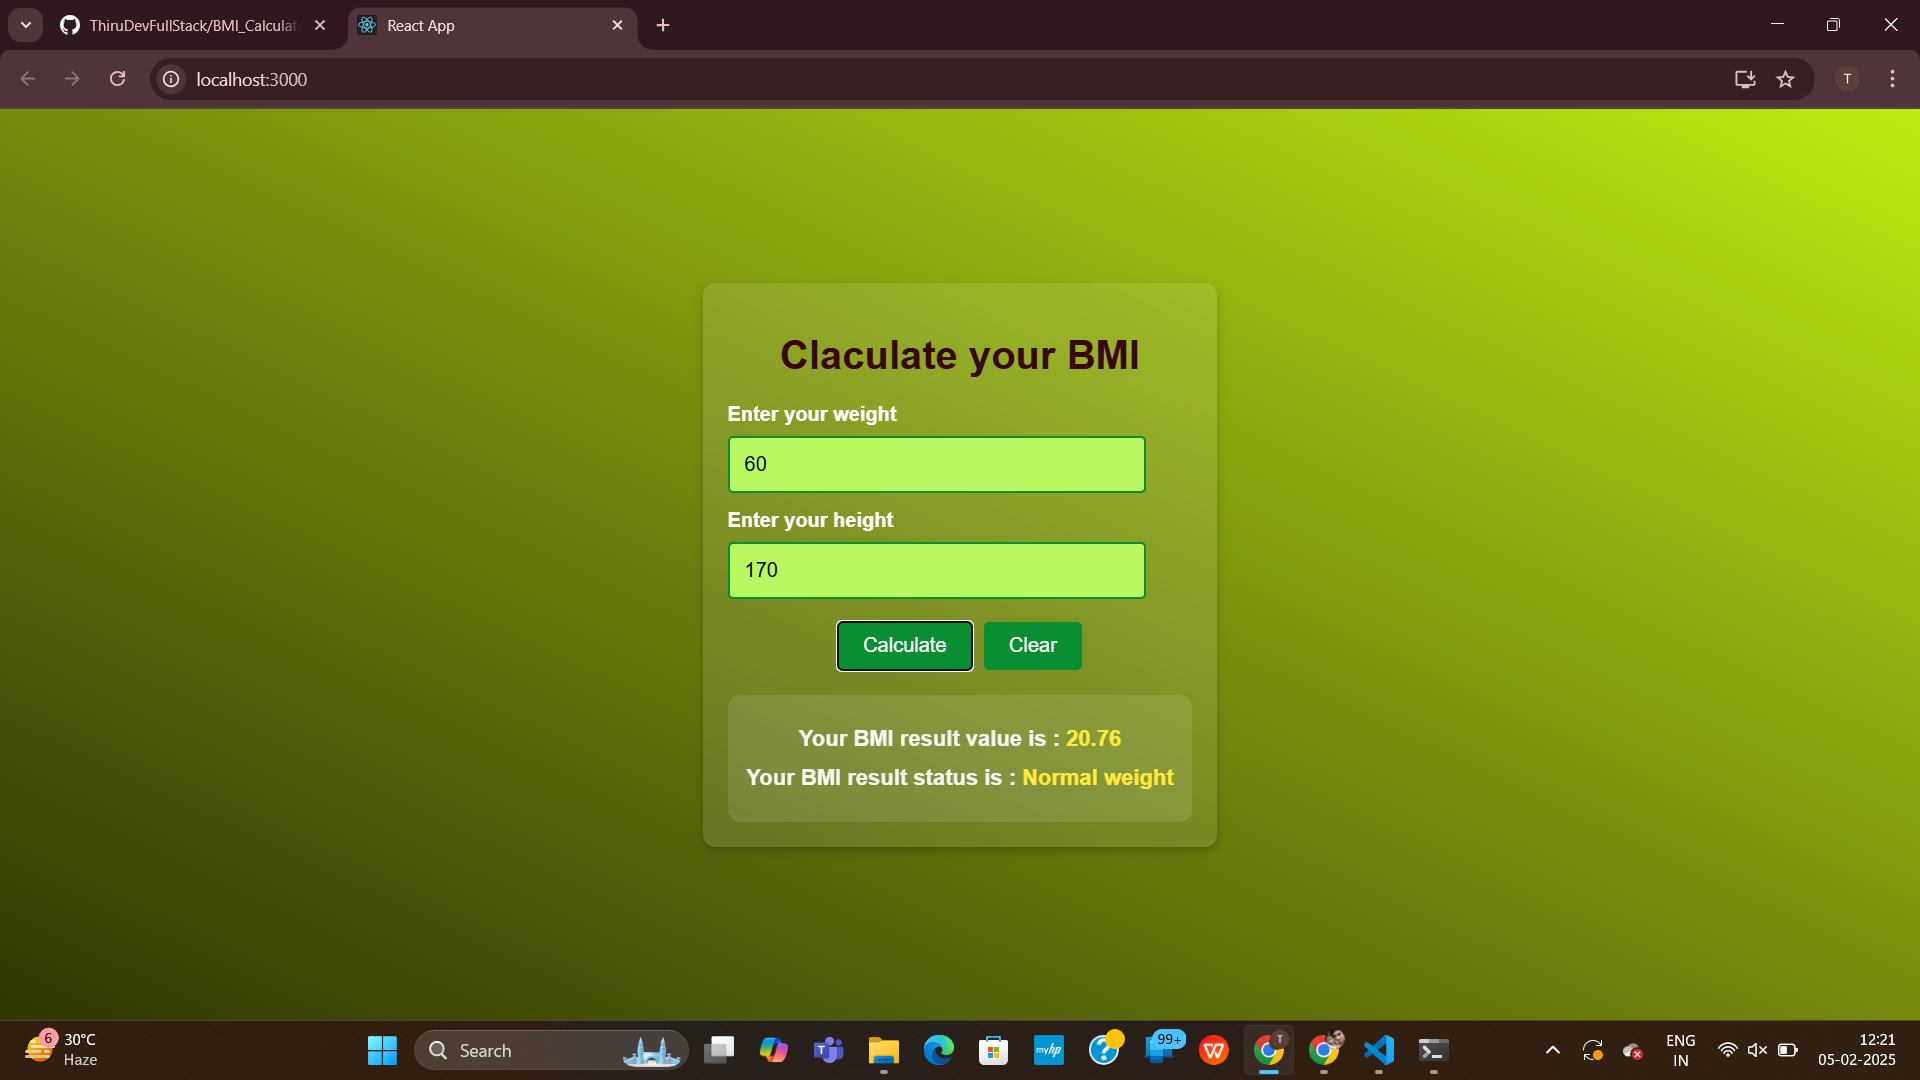 ThiruDevFullStack/BMI_Calculat
React App
localhost:3000
T
Claculate your BMI
Enter your weight
60
Enter your height
170
Calculate Clear
Your BMI result value is : 20.76
Your BMI result status is : Normal weight
6
30°C
Haze
Search
T
myhp
?
99+
W
T
ENG
IN
12:21
05-02-2025